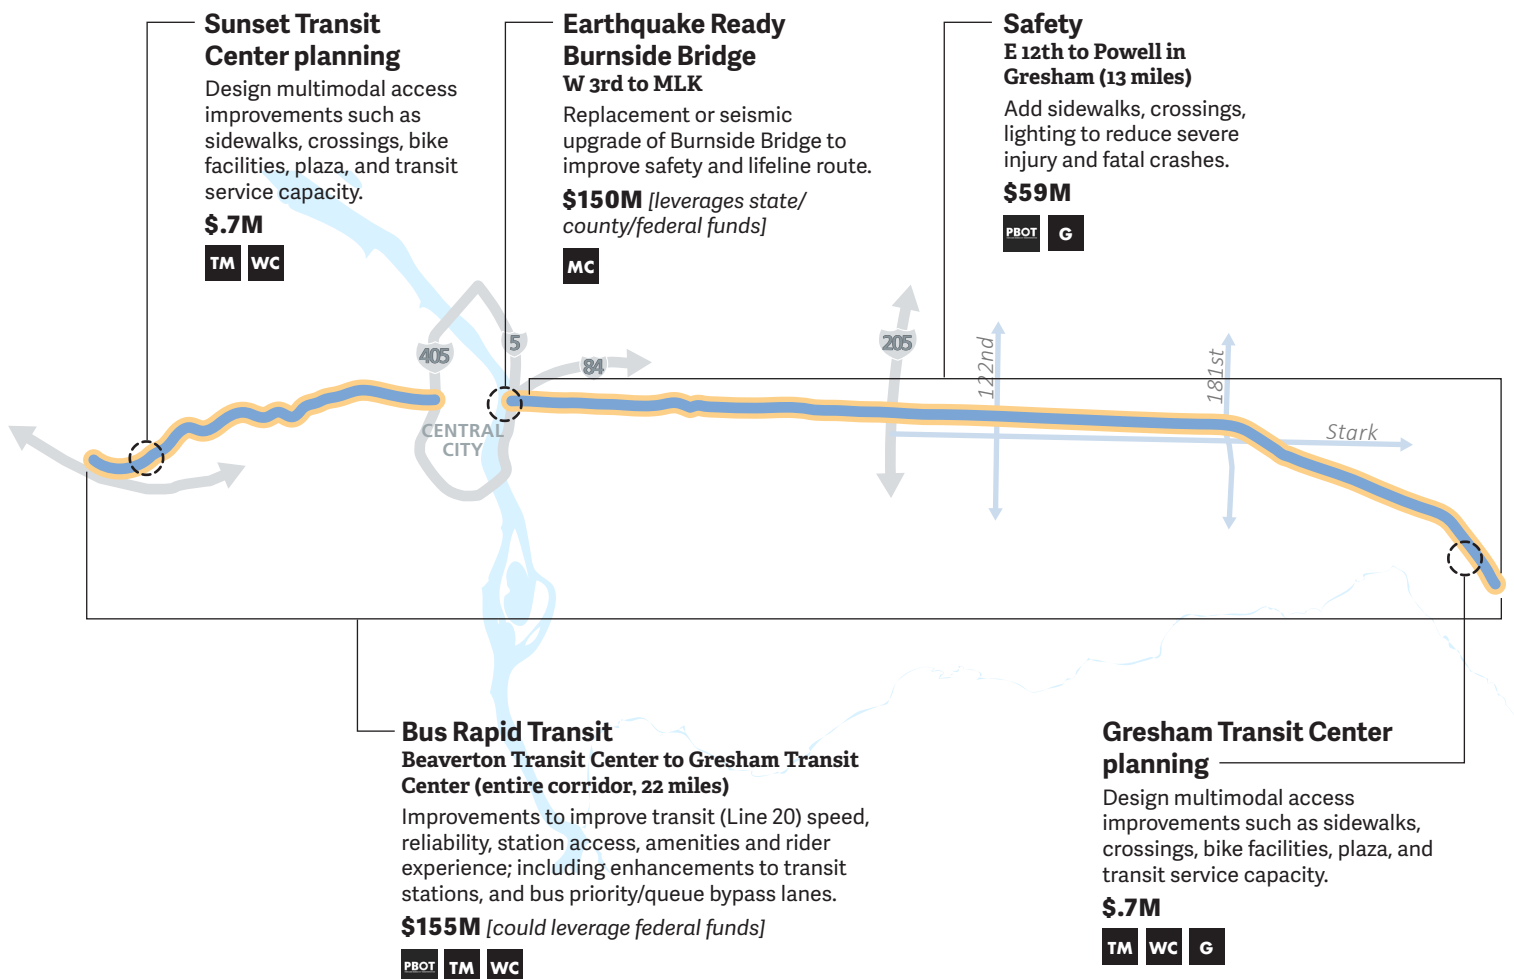 Sunset Transit
Center planning
Design multimodal access
improvements such as
sidewalks, crossings, bike
facilities, plaza, and transit
service capacity.
$.7M
TM WC
Earthquake Ready
Burnside Bridge
W 3rd to MLK
Replacement or seismic
upgrade of Burnside Bridge to
improve safety and lifeline route.
$150M [leverages state/
county/federal funds]
MC
Safety
E 12th to Powell in
Gresham (13 miles)
Add sidewalks, crossings,
lighting to reduce severe
injury and fatal crashes.
$59M
PBOT G
405
5
84
205
122nd
181st
Stark
CENTRAL
CITY
Bus Rapid Transit
Beaverton Transit Center to Gresham Transit
Center (entire corridor, 22 miles)
Improvements to improve transit (Line 20) speed,
reliability, station access, amenities and rider
experience; including enhancements to transit
stations, and bus priority/queue bypass lanes.
$155M [could leverage federal funds]
PBOT TM WC
Gresham Transit Center
planning
Design multimodal access
improvements such as sidewalks,
crossings, bike facilities, plaza, and
transit service capacity.
$.7M
TM WC G